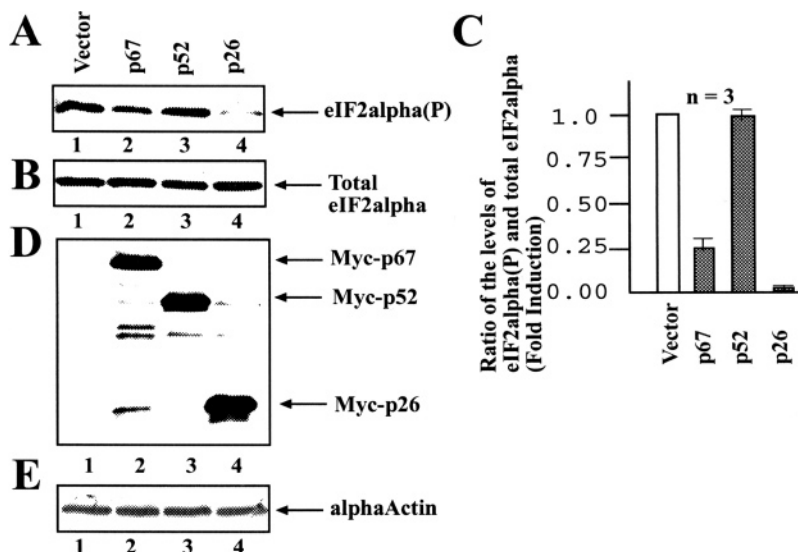 A
Vector
p67
p52
p26
eIF2alpha(P)
1 2 3 4
B
Total
eIF2alpha
1 2 3 4
D
Myc-p67
Myc-p52
Myc-p26
1 2 3 4
E
alphaActin
1 2 3 4
C
Ratio of the levels of
eIF2alpha(P) and total eIF2alpha
(Fold Induction)
n = 3
1.0
0.75
0.50
0.25
0.00
Vector
p67
p52
p26